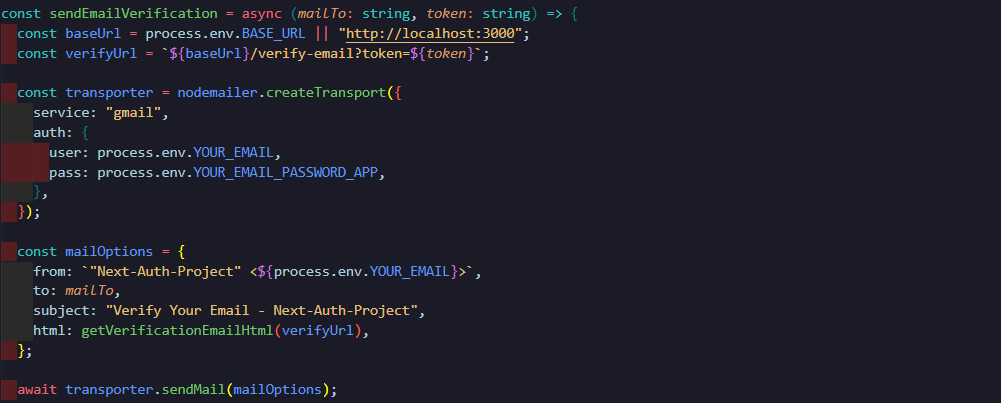 const sendEmailVerification = async (mailTo: string, token: string) => {
const baseUrl = process.env.BASE_URL || "http://localhost:3000";
const verifyUrl = `${baseUrl}/verify-email?token=${token}`;
const transporter = nodemailer.createTransport({
service: "gmail",
auth: {
user: process.env.YOUR_EMAIL,
pass: process.env.YOUR_EMAIL_PASSWORD_APP,
},
});
const mailOptions = {
from: `"Next-Auth-Project" <${process.env.YOUR_EMAIL}>`,
to: mailTo,
subject: "Verify Your Email - Next-Auth-Project",
html: getVerificationEmailHtml(verifyUrl),
};
await transporter.sendMail(mailOptions);